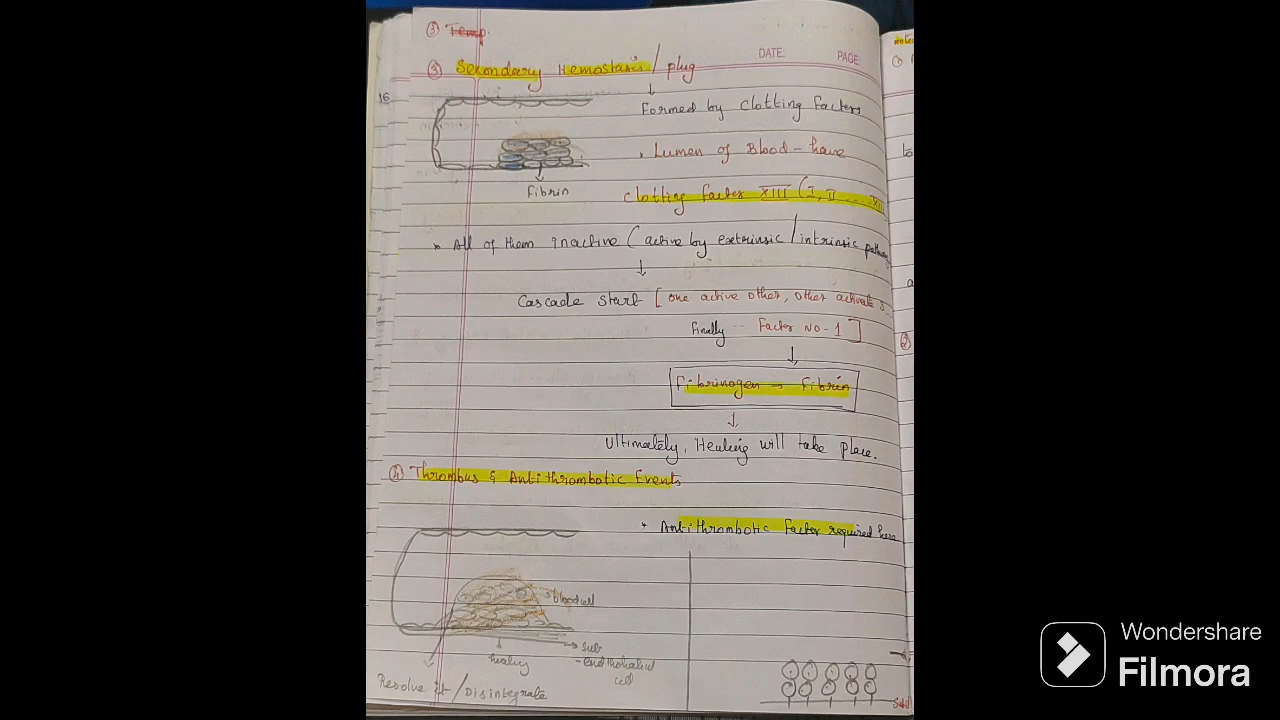 ③ Temp.
DATE: PAGE:
③ Secondary Hemostasis / plug
16
Formed by clotting factors
* Lumen of Blood - have
Fibrin
clotting factor XIII (I, II ... XIII
* All of them inactive (active by extrinsic / intrinsic pathway
↓
Cascade start [ one active other, other activate s
Finally -- Factor NO - 1 ]
↓
Fibrinogen → Fibrin
↓
Ultimately, Healing will take place.
④ Thrombus & Antithrombotic Events
* Antithrombotic Factor required here
Blood cell
→ Sub
- endothelial
cell
healing
Resolve it / Disintegrate
Wondershare
Filmora